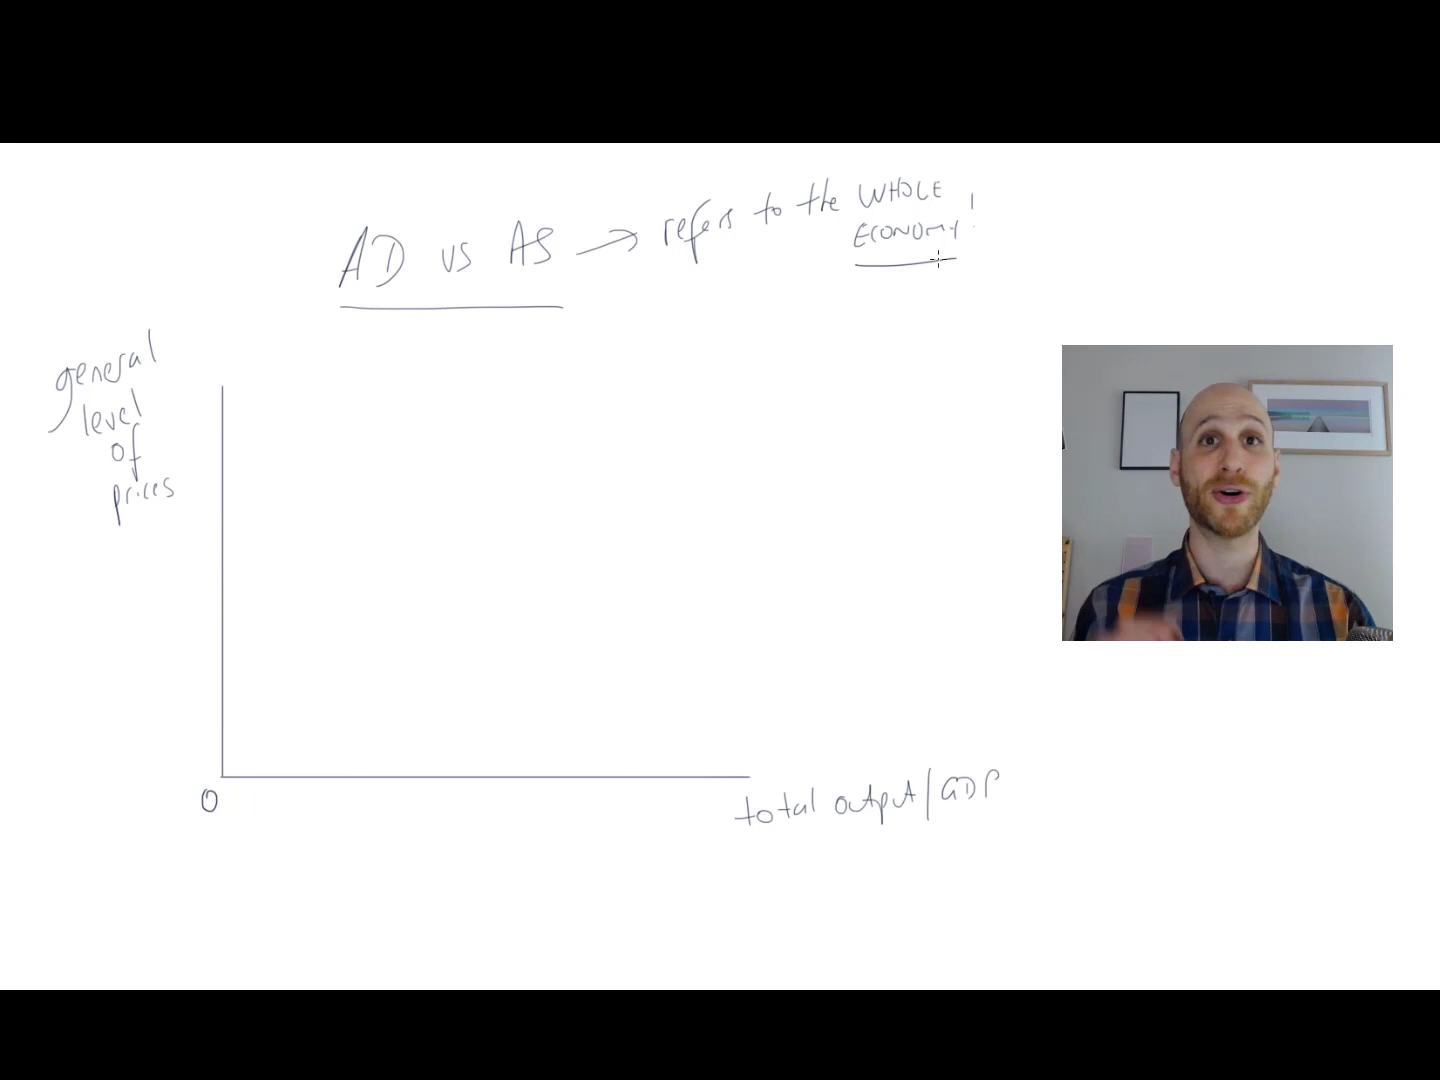 AD vs AS → refers to the WHOLE
ECONOMY!
general
level
of
prices
0
total output/GDP